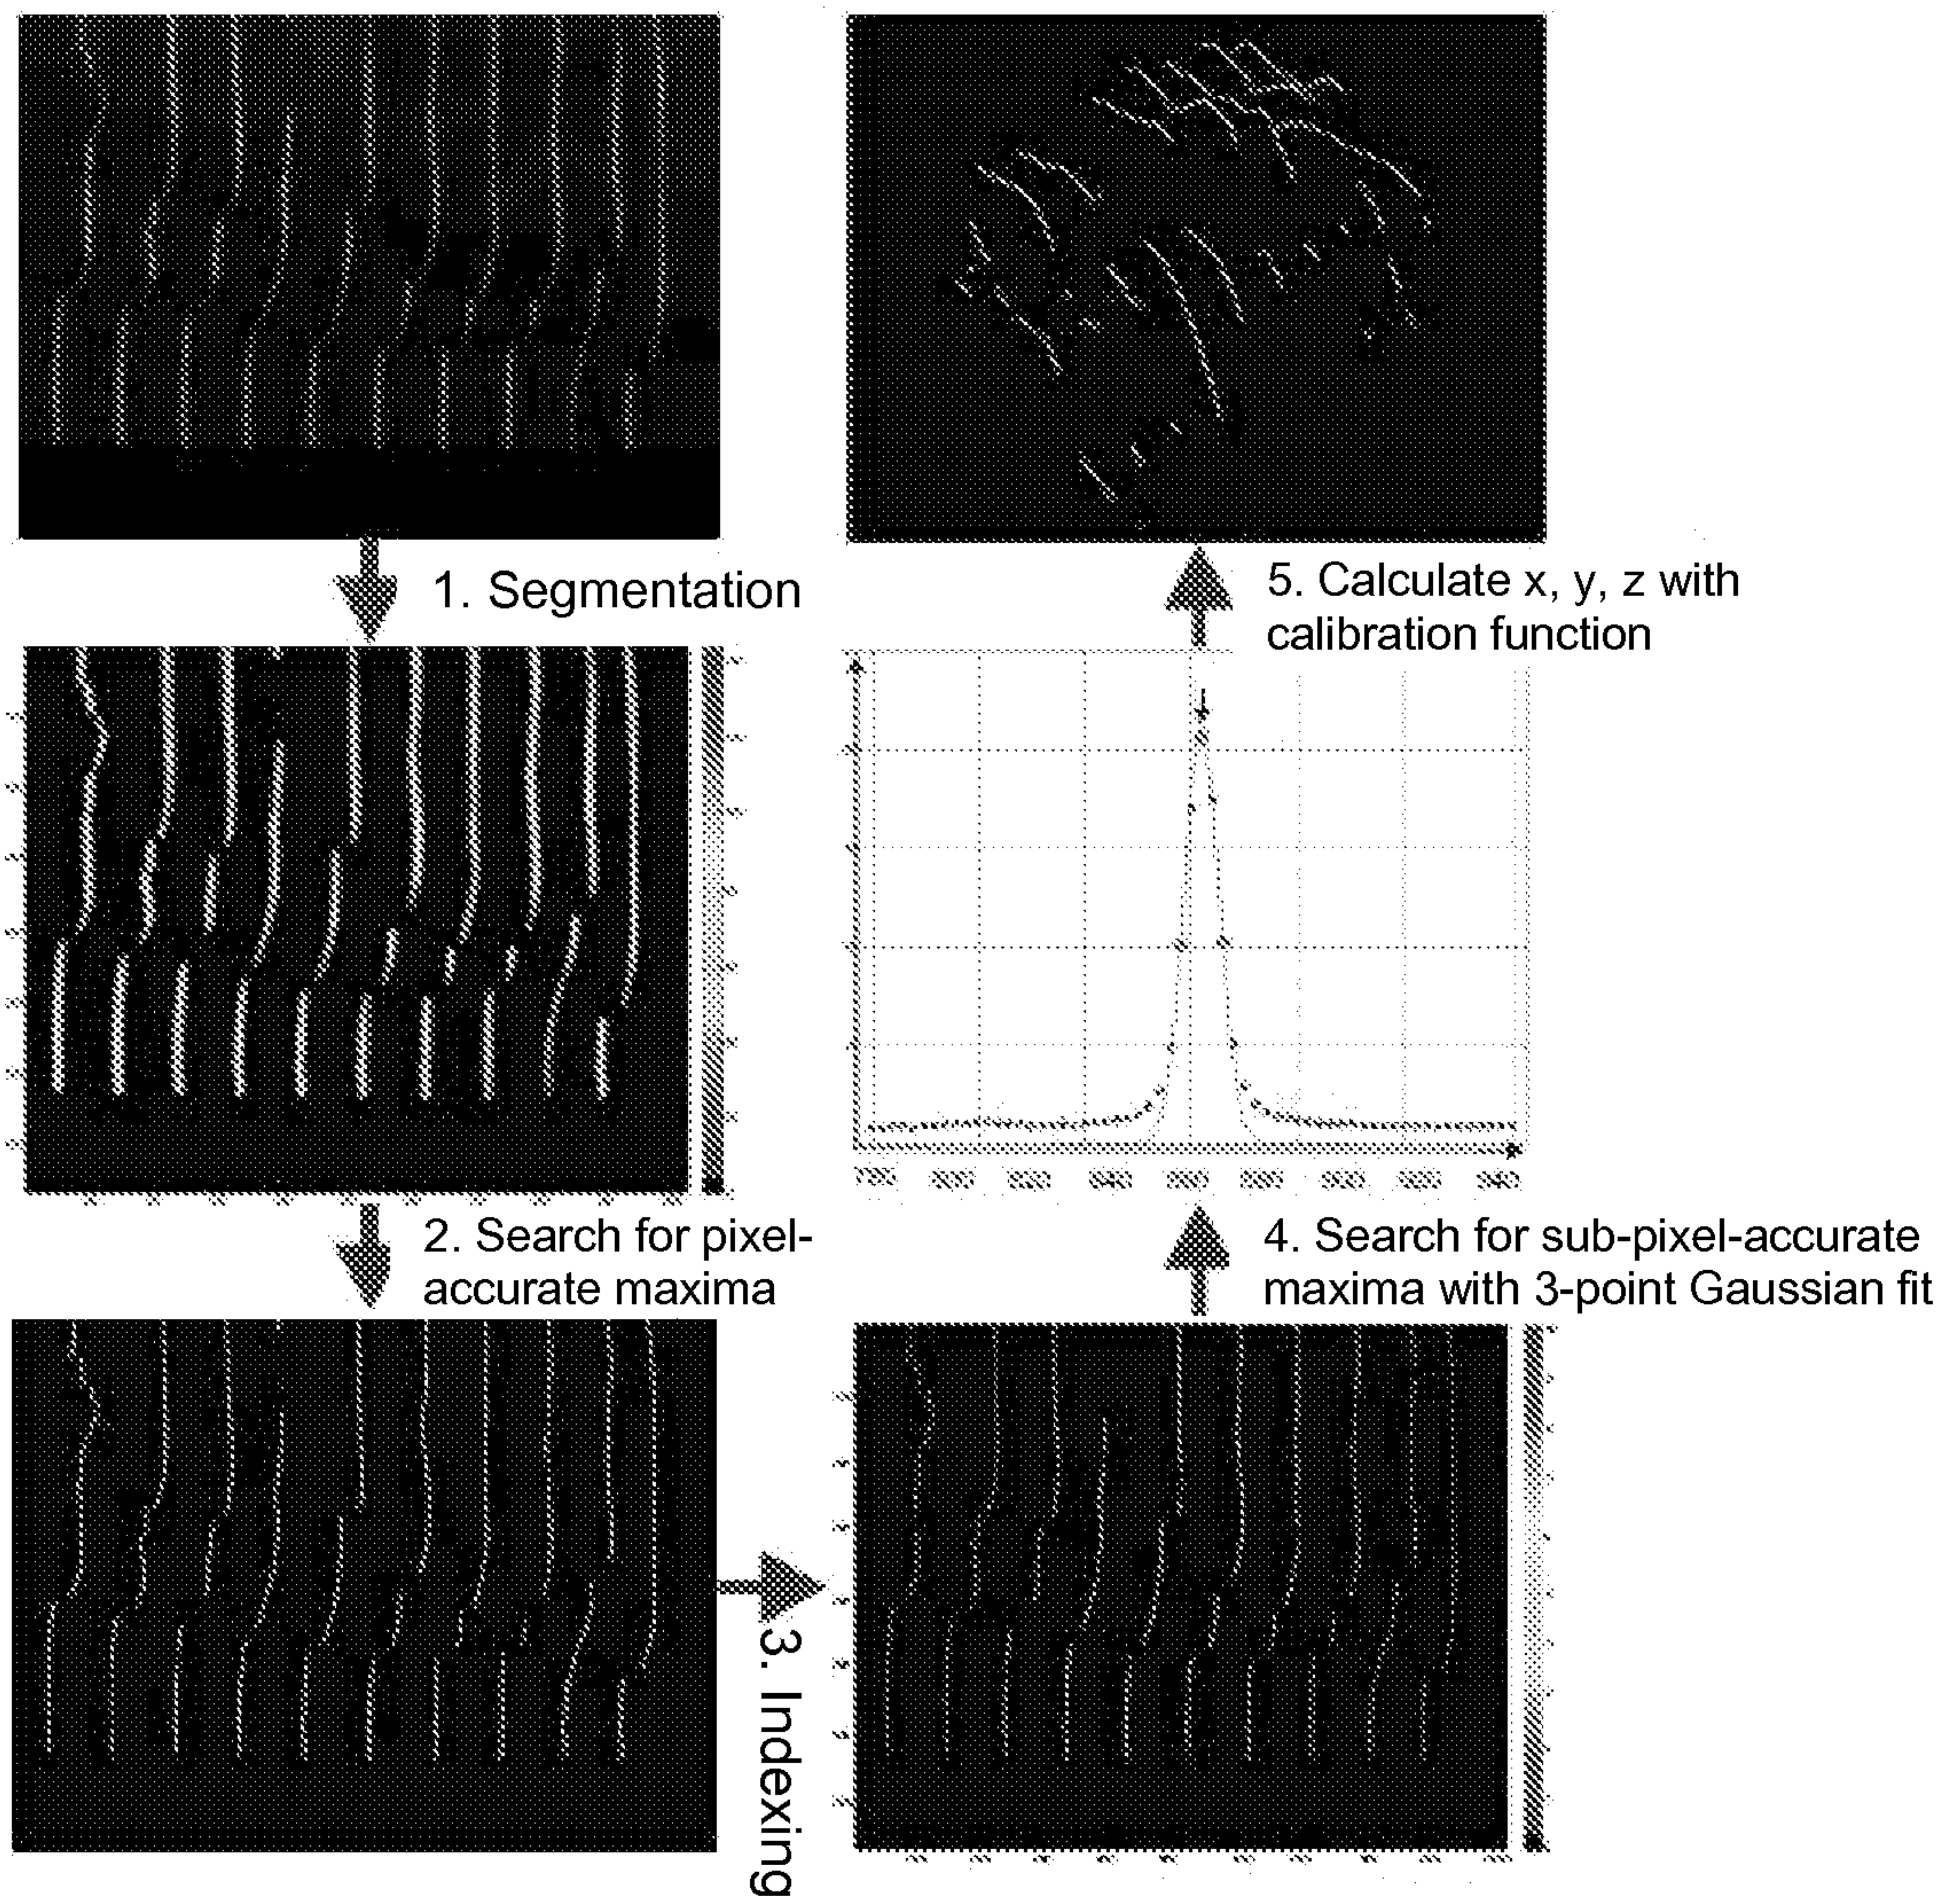 1. Segmentation
2. Search for pixel-
accurate maxima
3. Indexing
4. Search for sub-pixel-accurate
maxima with 3-point Gaussian fit
5. Calculate x, y, z with
calibration function